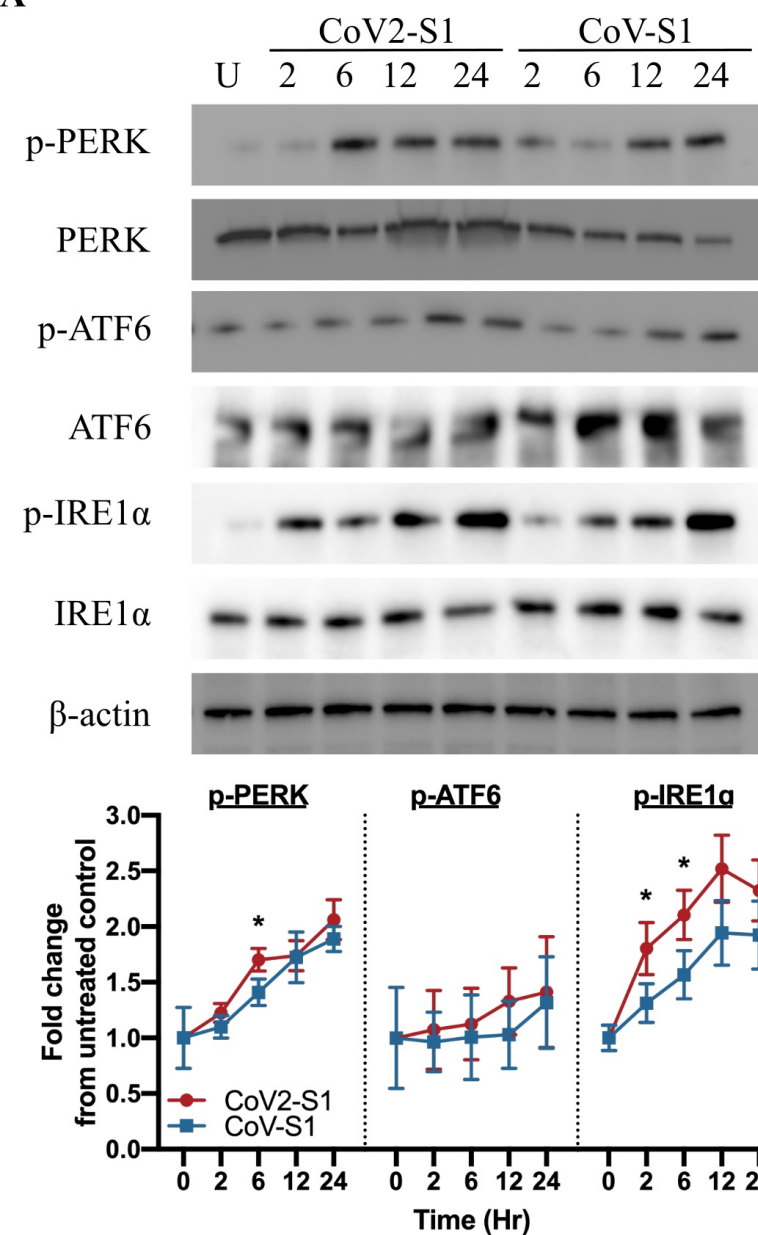 CoV2-S1 CoV-S1
U 2 6 12 24 2 6 12 24
p-PERK
PERK
p-ATF6
ATF6
p-IRE1α
IRE1α
β-actin
p-PERK p-ATF6 p-IRE1α
Fold change
from untreated control
3.0
2.5
2.0
1.5
1.0
0.5
0.0
* * *
CoV2-S1
CoV-S1
0 2 6 12 24 0 2 6 12 24 0 2 6 12
Time (Hr)